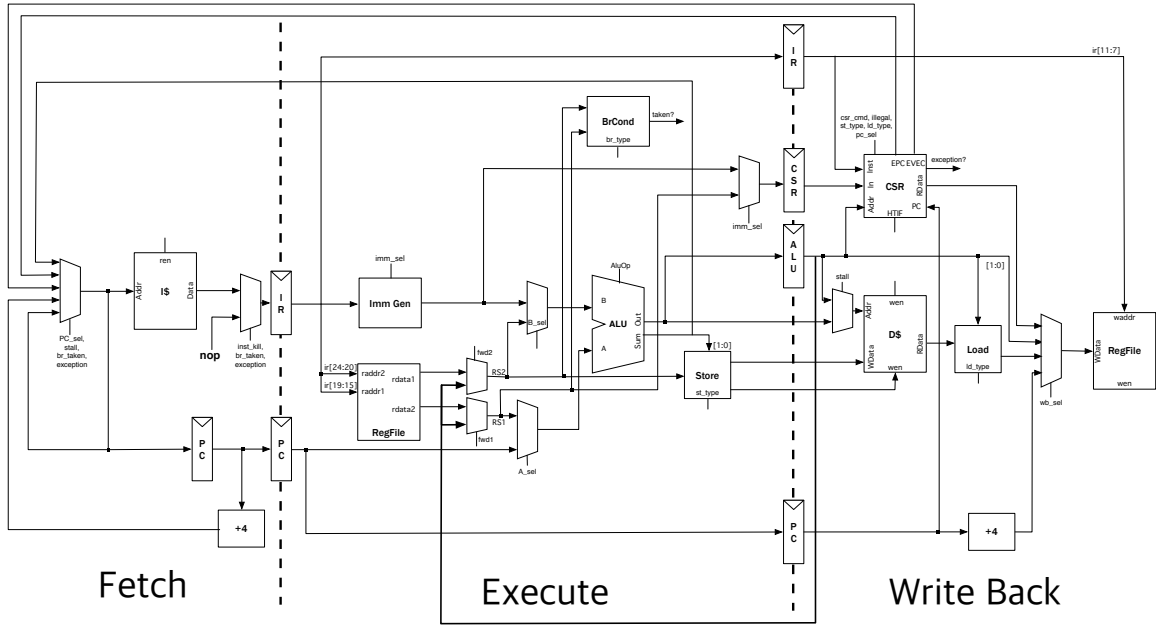 I
R
ir[11:7]
BrCond
br_type
taken?
csr_cmd, illegal,
st_type, ld_type,
pc_sel
EPC EVEC
exception?
Inst
In
Addr
CSR
RData
PC
HTIF
C
S
R
imm_sel
A
L
U
[1:0]
stall
ren
Addr
I$
Data
I
R
imm_sel
Imm Gen
B_sel
AluOp
B
ALU
A
Out
Sum
wen
Addr
D$
RData
WData
wen
Load
ld_type
waddr
RegFile
WData
wen
PC_sel,
stall,
br_taken,
exception
nop
inst_kill,
br_taken,
exception
[1:0]
Store
st_type
fwd2
ir[24:20]
ir[19:15]
raddr2
raddr1
rdata1
rdata2
RegFile
RS2
RS1
fwd1
A_sel
wb_sel
P
C
P
C
+4
P
C
+4
Fetch
Execute
Write Back